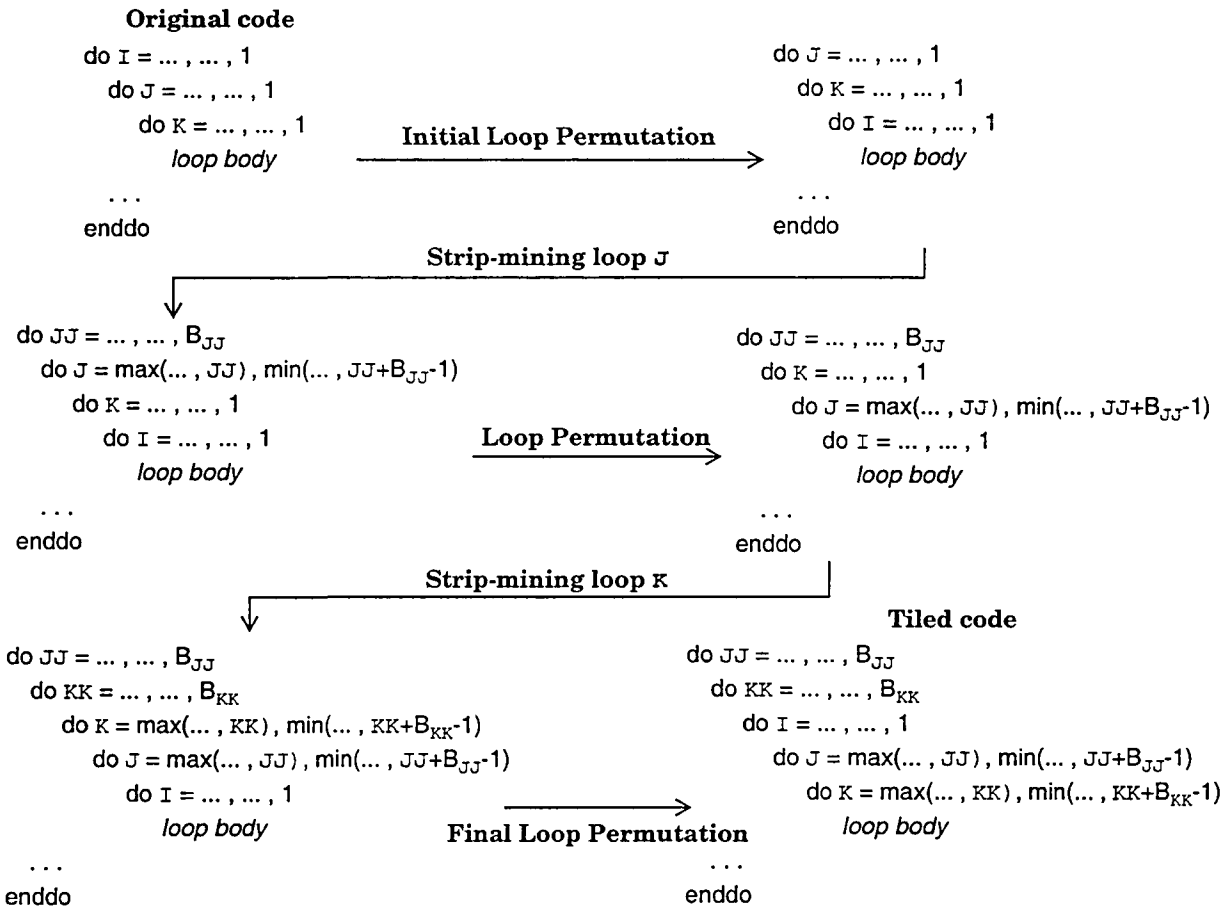 Original code
do I = ... , ... , 1
do J = ... , ... , 1
do K = ... , ... , 1
loop body
...
enddo
Initial Loop Permutation
do J = ... , ... , 1
do K = ... , ... , 1
do I = ... , ... , 1
loop body
...
enddo
Strip-mining loop J
do JJ = ... , ... , B_JJ
do J = max(... , JJ) , min(... , JJ+B_JJ-1)
do K = ... , ... , 1
do I = ... , ... , 1
loop body
...
enddo
Loop Permutation
do JJ = ... , ... , B_JJ
do K = ... , ... , 1
do J = max(... , JJ) , min(... , JJ+B_JJ-1)
do I = ... , ... , 1
loop body
...
enddo
Strip-mining loop K
do JJ = ... , ... , B_JJ
do KK = ... , ... , B_KK
do K = max(... , KK) , min(... , KK+B_KK-1)
do J = max(... , JJ) , min(... , JJ+B_JJ-1)
do I = ... , ... , 1
loop body
...
enddo
Final Loop Permutation
Tiled code
do JJ = ... , ... , B_JJ
do KK = ... , ... , B_KK
do I = ... , ... , 1
do J = max(... , JJ) , min(... , JJ+B_JJ-1)
do K = max(... , KK) , min(... , KK+B_KK-1)
loop body
...
enddo